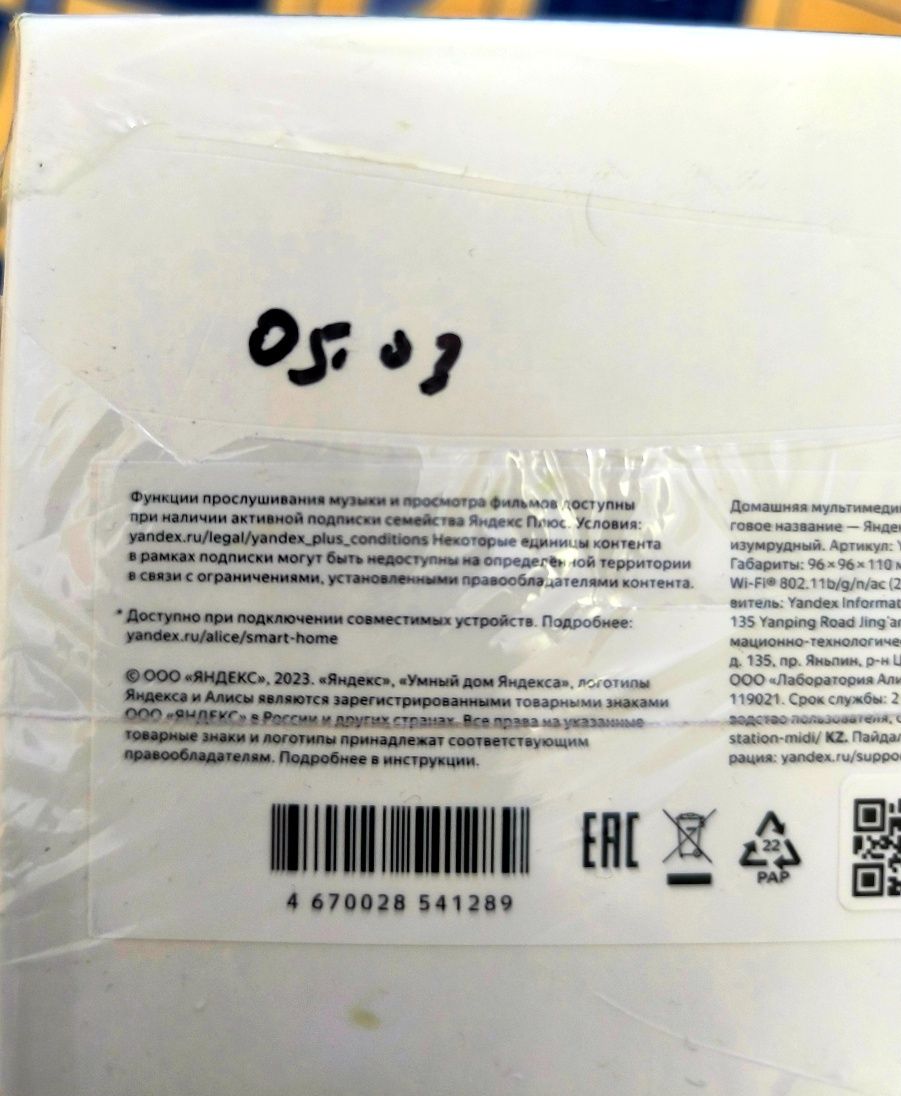 05.03
Функции прослушивания музыки и просмотра фильмов доступны
при наличии активной подписки семейства Яндекс Плюс. Условия:
yandex.ru/legal/yandex_plus_conditions Некоторые единицы контента
в рамках подписки могут быть недоступны на определённой территории
в связи с ограничениями, установленными правообладателями контента.
* Доступно при подключении совместимых устройств. Подробнее:
yandex.ru/alice/smart-home
© ООО «ЯНДЕКС», 2023. «Яндекс», «Умный дом Яндекса», логотипы
Яндекса и Алисы являются зарегистрированными товарными знаками
ООО «ЯНДЕКС» в России и других странах. Все права на указанные
товарные знаки и логотипы принадлежат соответствующим
правообладателям. Подробнее в инструкции.
Домашняя мультимеди
говое название — Яндек
изумрудный. Артикул: Y
Габариты: 96×96×110 м
Wi-Fi® 802.11b/g/n/ac (2
витель: Yandex Informat
135 Yanping Road Jing'an
мационно-технологиче
д. 135, пр. Яньпин, р-н Ц
ООО «Лаборатория Али
119021. Срок службы: 2
водство пользователя, с
station-midi/ KZ. Пайдал
рация: yandex.ru/suppo
4 670028 541289
EAC
22
PAP